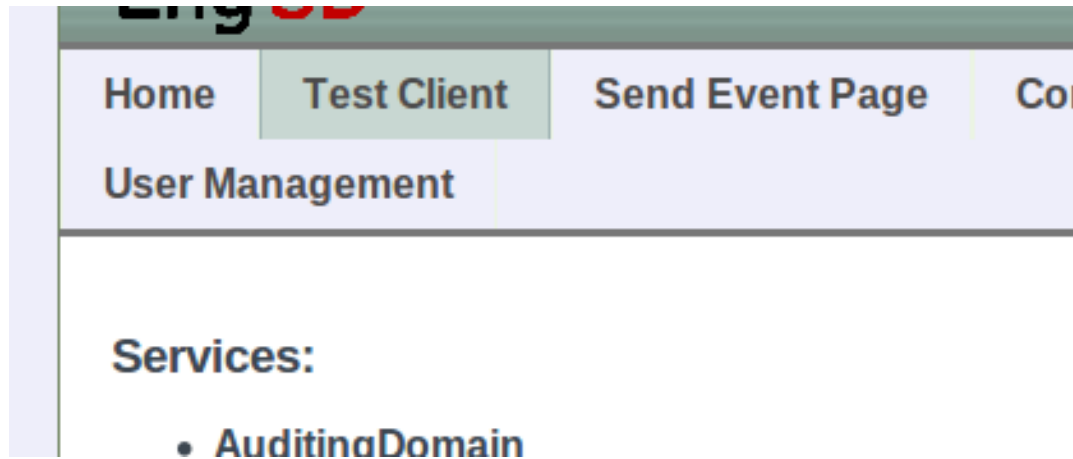 Home Test Client Send Event Page
User Management
Services:
• AuditingDomain